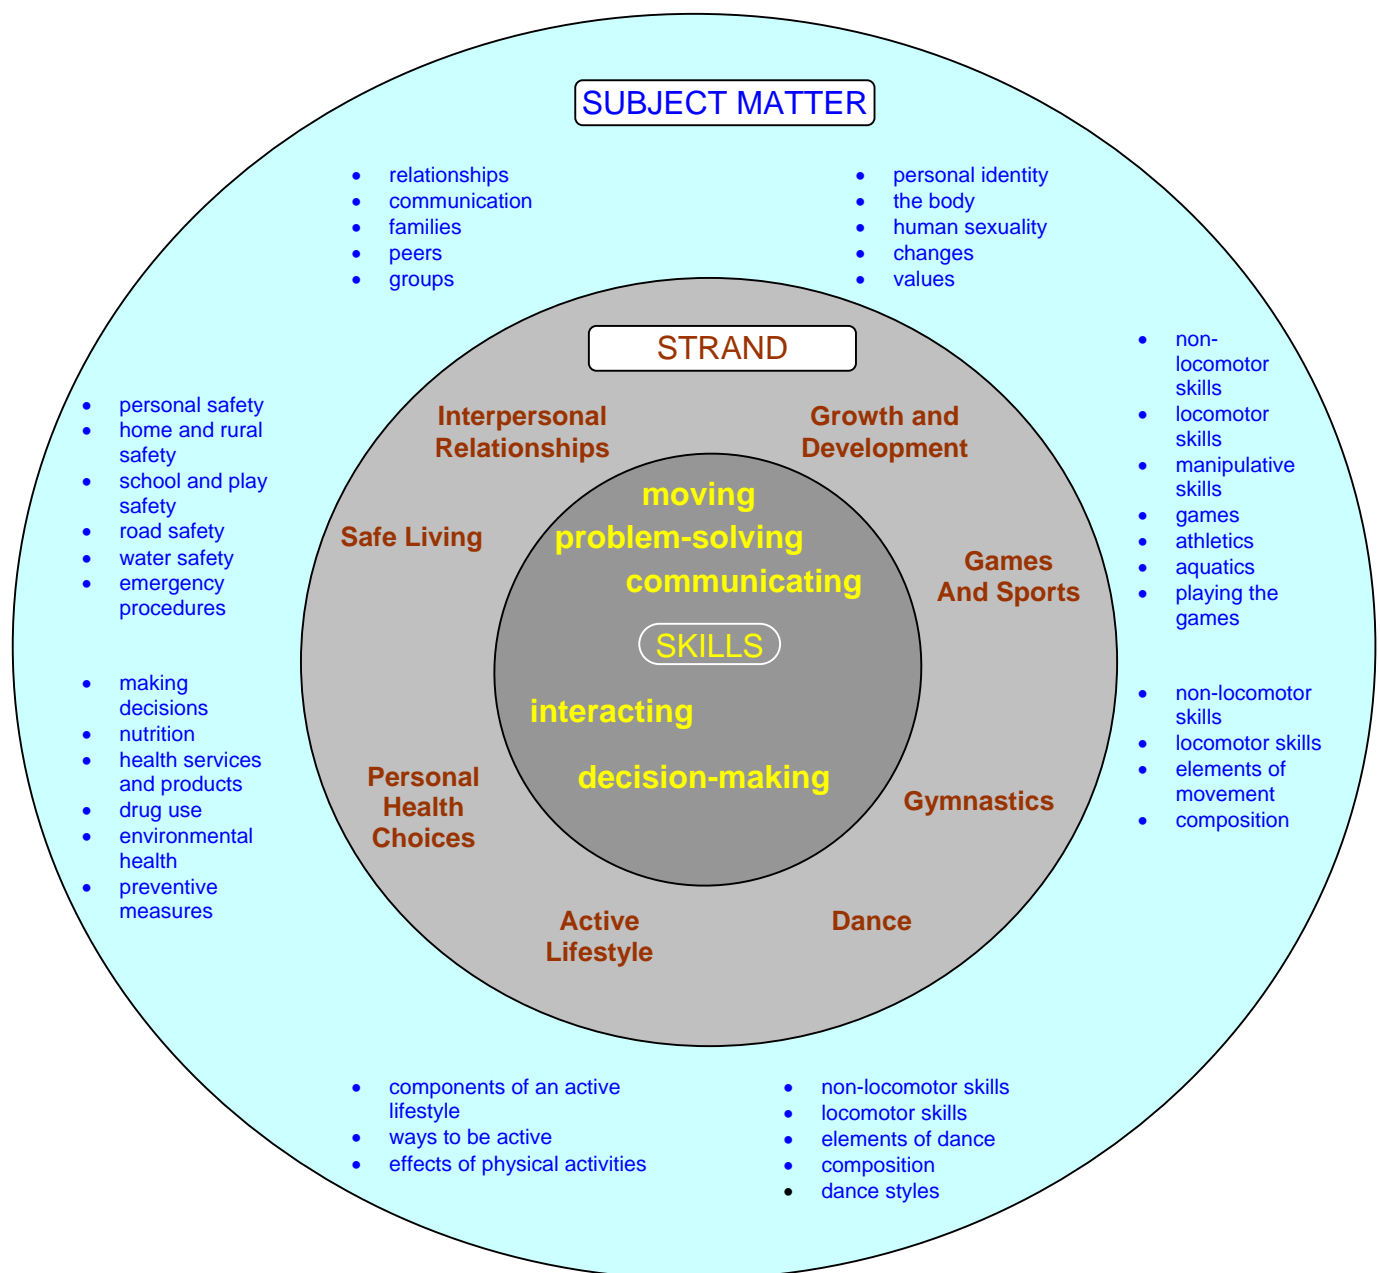 SUBJECT MATTER
• relationships
• communication
• families
• peers
• groups
• personal identity
• the body
• human sexuality
• changes
• values
STRAND
Interpersonal
Relationships
Growth and
Development
• non-
locomotor
skills
• locomotor
skills
• manipulative
skills
• games
• athletics
• aquatics
• playing the
games
• personal safety
• home and rural
safety
• school and play
safety
• road safety
• water safety
• emergency
procedures
Safe Living
moving
problem-solving
communicating
SKILLS
interacting
decision-making
Games
And Sports
• making
decisions
• nutrition
• health services
and products
• drug use
• environmental
health
• preventive
measures
Personal
Health
Choices
Gymnastics
• non-locomotor
skills
• locomotor skills
• elements of
movement
• composition
Active
Lifestyle
Dance
• components of an active
lifestyle
• ways to be active
• effects of physical activities
• non-locomotor skills
• locomotor skills
• elements of dance
• composition
• dance styles